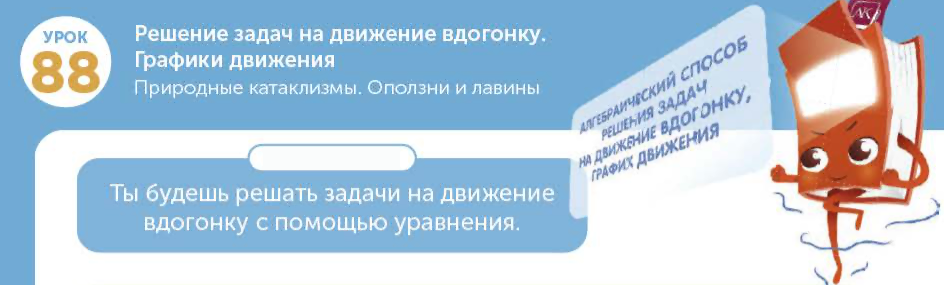 УРОК
88
Решение задач на движение вдогонку.
Графики движения
Природные катаклизмы. Оползни и лавины
АЛГЕБРАИЧЕСКИЙ СПОСОБ
РЕШЕНИЯ ЗАДАЧ
НА ДВИЖЕНИЕ ВДОГОНКУ,
ГРАФИК ДВИЖЕНИЯ
Ты будешь решать задачи на движение
вдогонку с помощью уравнения.